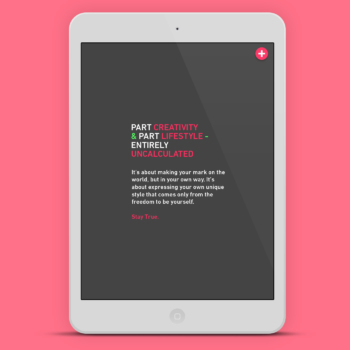 PART CREATIVITY
& PART LIFESTYLE -
ENTIRELY
UNCALCULATED
It's about making your mark on the
world, but in your own way. It's
about expressing your own unique
style that comes only from the
freedom to be yourself.
Stay True.